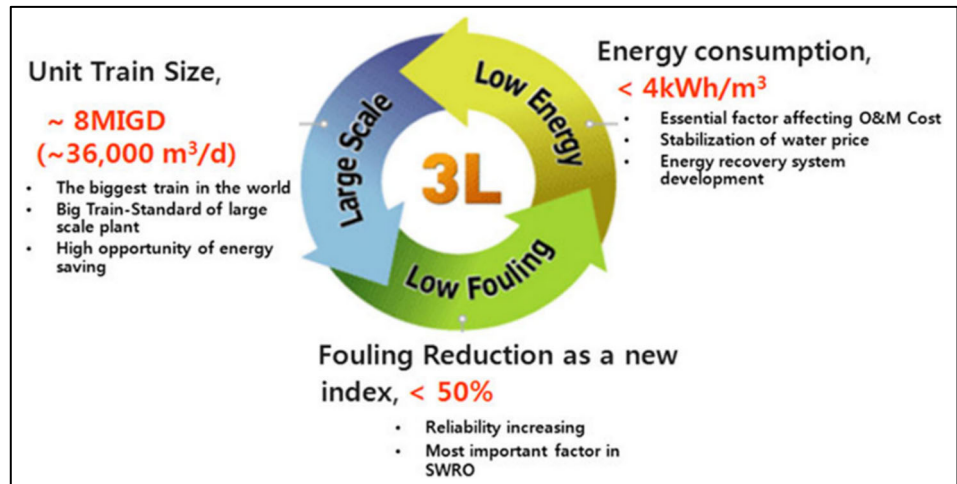 Unit Train Size,
~ 8MIGD
(~36,000 m³/d)
• The biggest train in the world
• Big Train-Standard of large
scale plant
• High opportunity of energy
saving
Large Scale
Low Energy
Low Fouling
3L
Energy consumption,
< 4kWh/m³
• Essential factor affecting O&M Cost
• Stabilization of water price
• Energy recovery system
development
Fouling Reduction as a new
index, < 50%
• Reliability increasing
• Most important factor in
SWRO